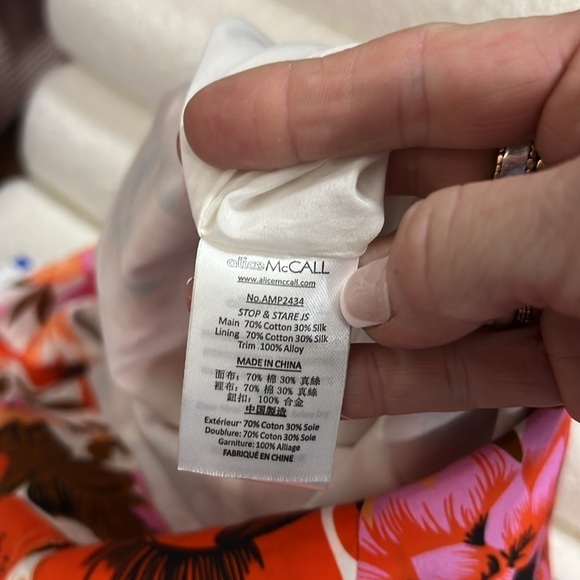 alice McCALL
www.alicemccall.com
No.AMP2434
STOP & STARE JS
Main 70% Cotton 30% Silk
Lining 70% Cotton 30% Silk
Trim .100% Alloy
MADE IN CHINA
面布: 70% 棉 30% 真絲
裡布: 70% 棉 30% 真絲
鈕扣: 100% 合金
中国製造
Extérieur:70% Coton 30% Soie
Doublure: 70% Coton 30% Soie
Garniture: 100% Alliage
FABRIQUÉ EN CHINE